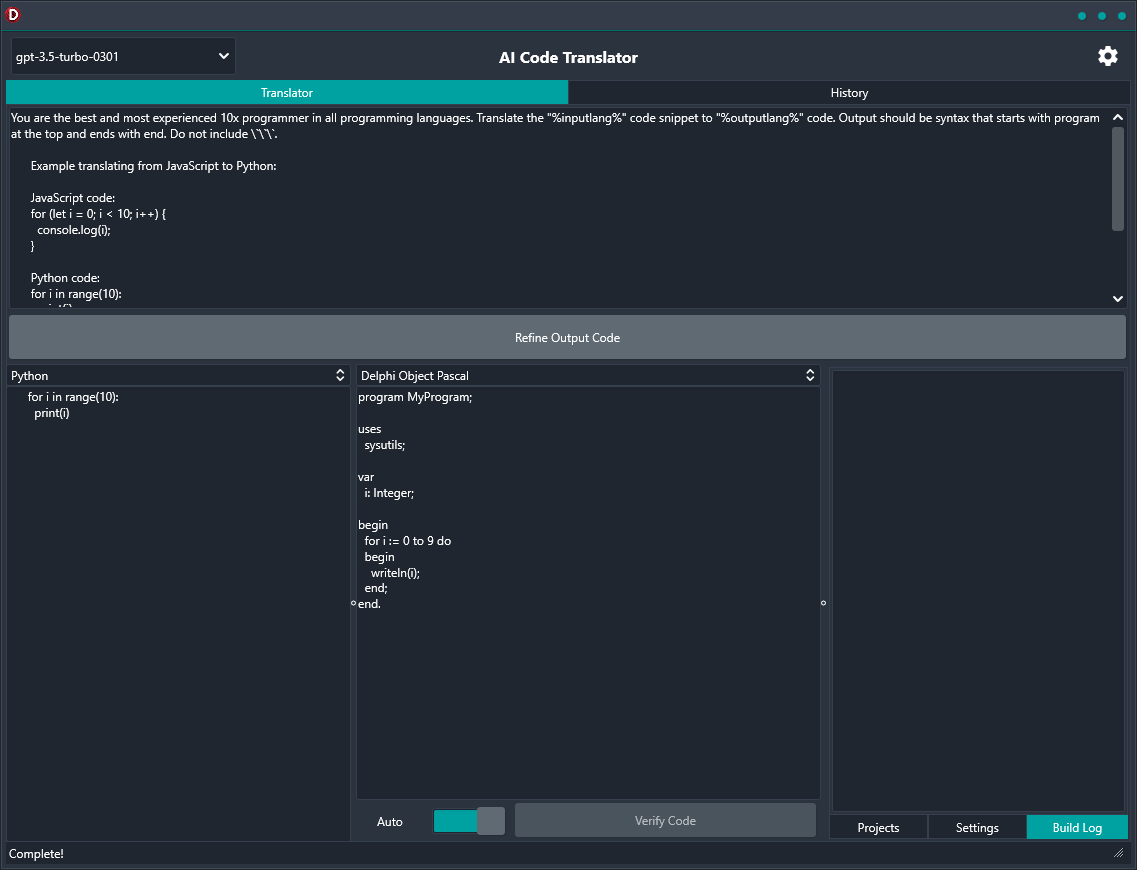 D
gpt-3.5-turbo-0301
AI Code Translator
Translator
History
You are the best and most experienced 10x programmer in all programming languages. Translate the "%inputlang%" code snippet to "%outputlang%" code. Output should be syntax that starts with program
at the top and ends with end. Do not include \`\`\`.
Example translating from JavaScript to Python:
JavaScript code:
for (let i = 0; i < 10; i++) {
console.log(i);
}
Python code:
for i in range(10):
print(i)
Refine Output Code
Python
for i in range(10):
print(i)
Delphi Object Pascal
program MyProgram;
uses
sysutils;
var
i: Integer;
begin
for i := 0 to 9 do
begin
writeln(i);
end;
end.
Auto
Verify Code
Projects
Settings
Build Log
Complete!